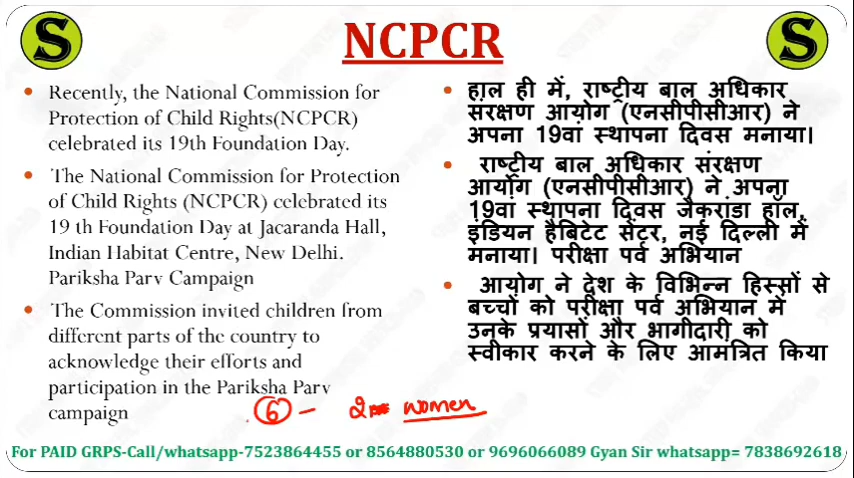 S
NCPCR
S
• Recently, the National Commission for
Protection of Child Rights(NCPCR)
celebrated its 19th Foundation Day.
• The National Commission for Protection
of Child Rights (NCPCR) celebrated its
19 th Foundation Day at Jacaranda Hall,
Indian Habitat Centre, New Delhi.
Pariksha Parv Campaign
• The Commission invited children from
different parts of the country to
acknowledge their efforts and
participation in the Pariksha Parv
campaign
• हाल ही में, राष्ट्रीय बाल अधिकार
संरक्षण आयोग (एनसीपीसीआर) ने
अपना 19वां स्थापना दिवस मनाया।
• राष्ट्रीय बाल अधिकार संरक्षण
आयोग (एनसीपीसीआर) ने अपना
19वां स्थापना दिवस जैकरांडा हॉल,
इंडियन हैबिटेट सेंटर, नई दिल्ली में
मनाया। परीक्षा पर्व अभियान
• आयोग ने देश के विभिन्न हिस्सों से
बच्चों को परीक्षा पर्व अभियान में
उनके प्रयासों और भागीदारी को
स्वीकार करने के लिए आमंत्रित किया
6 – 2 women
For PAID GRPS-Call/whatsapp-7523864455 or 8564880530 or 9696066089 Gyan Sir whatsapp= 7838692618